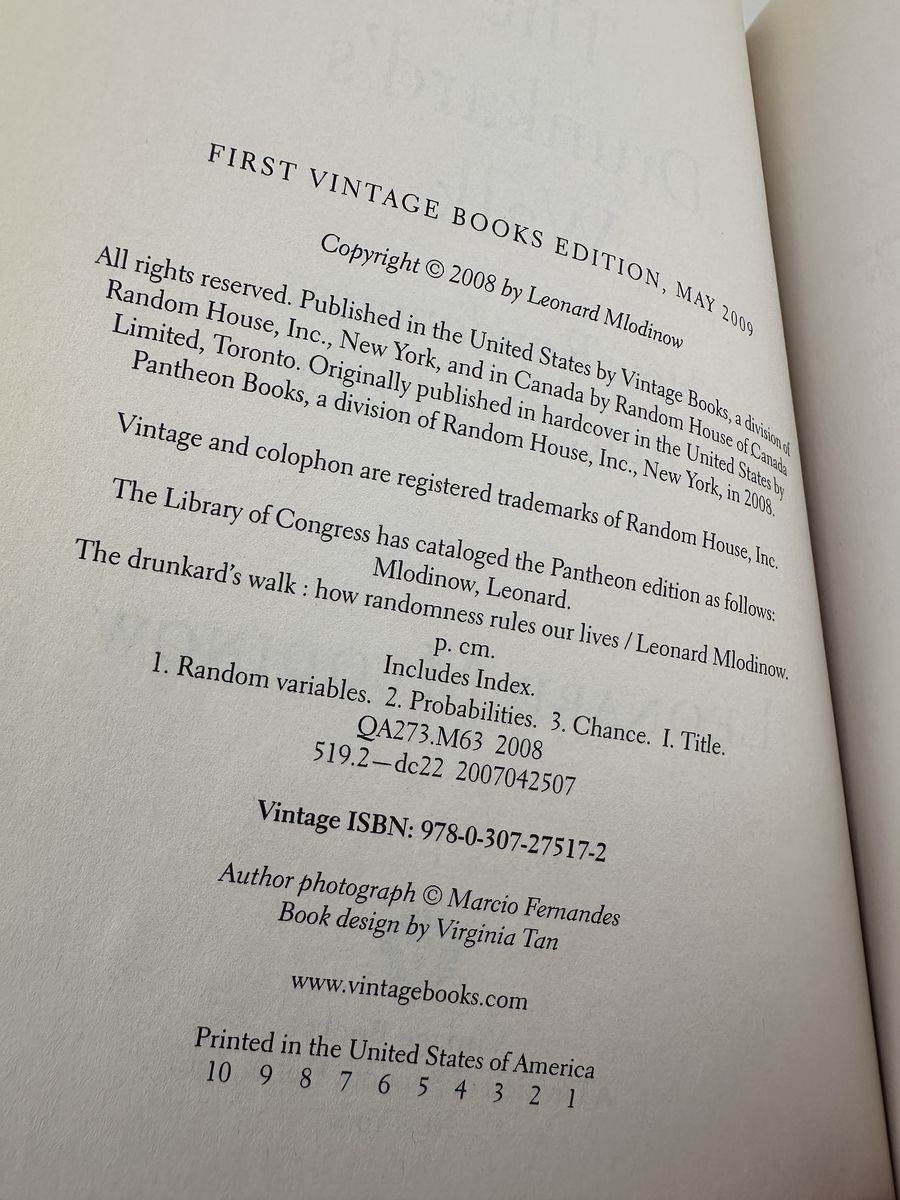 FIRST VINTAGE BOOKS EDITION, MAY 2009
Copyright © 2008 by Leonard Mlodinow
All rights reserved. Published in the United States by Vintage Books, a division of
Random House, Inc., New York, and in Canada by Random House of Canada
Limited, Toronto. Originally published in hardcover in the United States by
Pantheon Books, a division of Random House, Inc., New York, in 2008.
Vintage and colophon are registered trademarks of Random House, Inc.
The Library of Congress has cataloged the Pantheon edition as follows:
Mlodinow, Leonard.
The drunkard's walk : how randomness rules our lives / Leonard Mlodinow.
p. cm.
Includes Index.
1. Random variables. 2. Probabilities. 3. Chance. I. Title.
QA273.M63 2008
519.2—dc22 2007042507
Vintage ISBN: 978-0-307-27517-2
Author photograph © Marcio Fernandes
Book design by Virginia Tan
www.vintagebooks.com
Printed in the United States of America
10 9 8 7 6 5 4 3 2 1